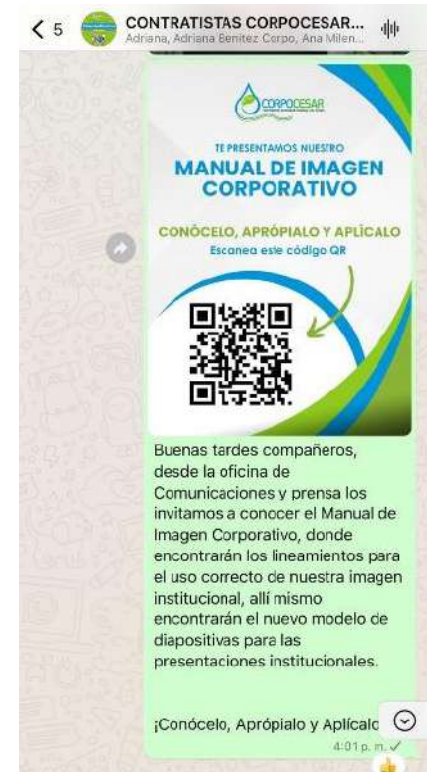 5
CONTRATISTAS CORPOCESAR...
Adriana, Adriana Benitez Corpo, Ana Milen...
CORPOCESAR
TE PRESENTAMOS NUESTRO
MANUAL DE IMAGEN
CORPORATIVO
CONÓCELO, APRÓPIALO Y APLÍCALO
Escanea este código QR
Buenas tardes compañeros,
desde la oficina de
Comunicaciones y prensa los
invitamos a conocer el Manual de
Imagen Corporativo, donde
encontrarán los lineamientos para
el uso correcto de nuestra imagen
institucional, allí mismo
encontrarán el nuevo modelo de
diapositivas para las
presentaciones institucionales.
¡Conócelo, Aprópialo y Aplícalo
4:01 p. m.